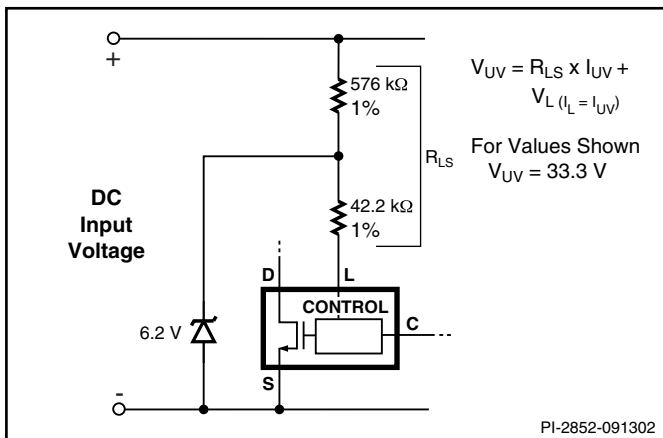 +
576 kΩ
1%
V_UV = R_LS x I_UV +
V_L (I_L = I_UV)
For Values Shown
V_UV = 33.3 V
R_LS
DC
Input
Voltage
42.2 kΩ
1%
D
L
CONTROL
C
6.2 V
S
-
PI-2852-091302